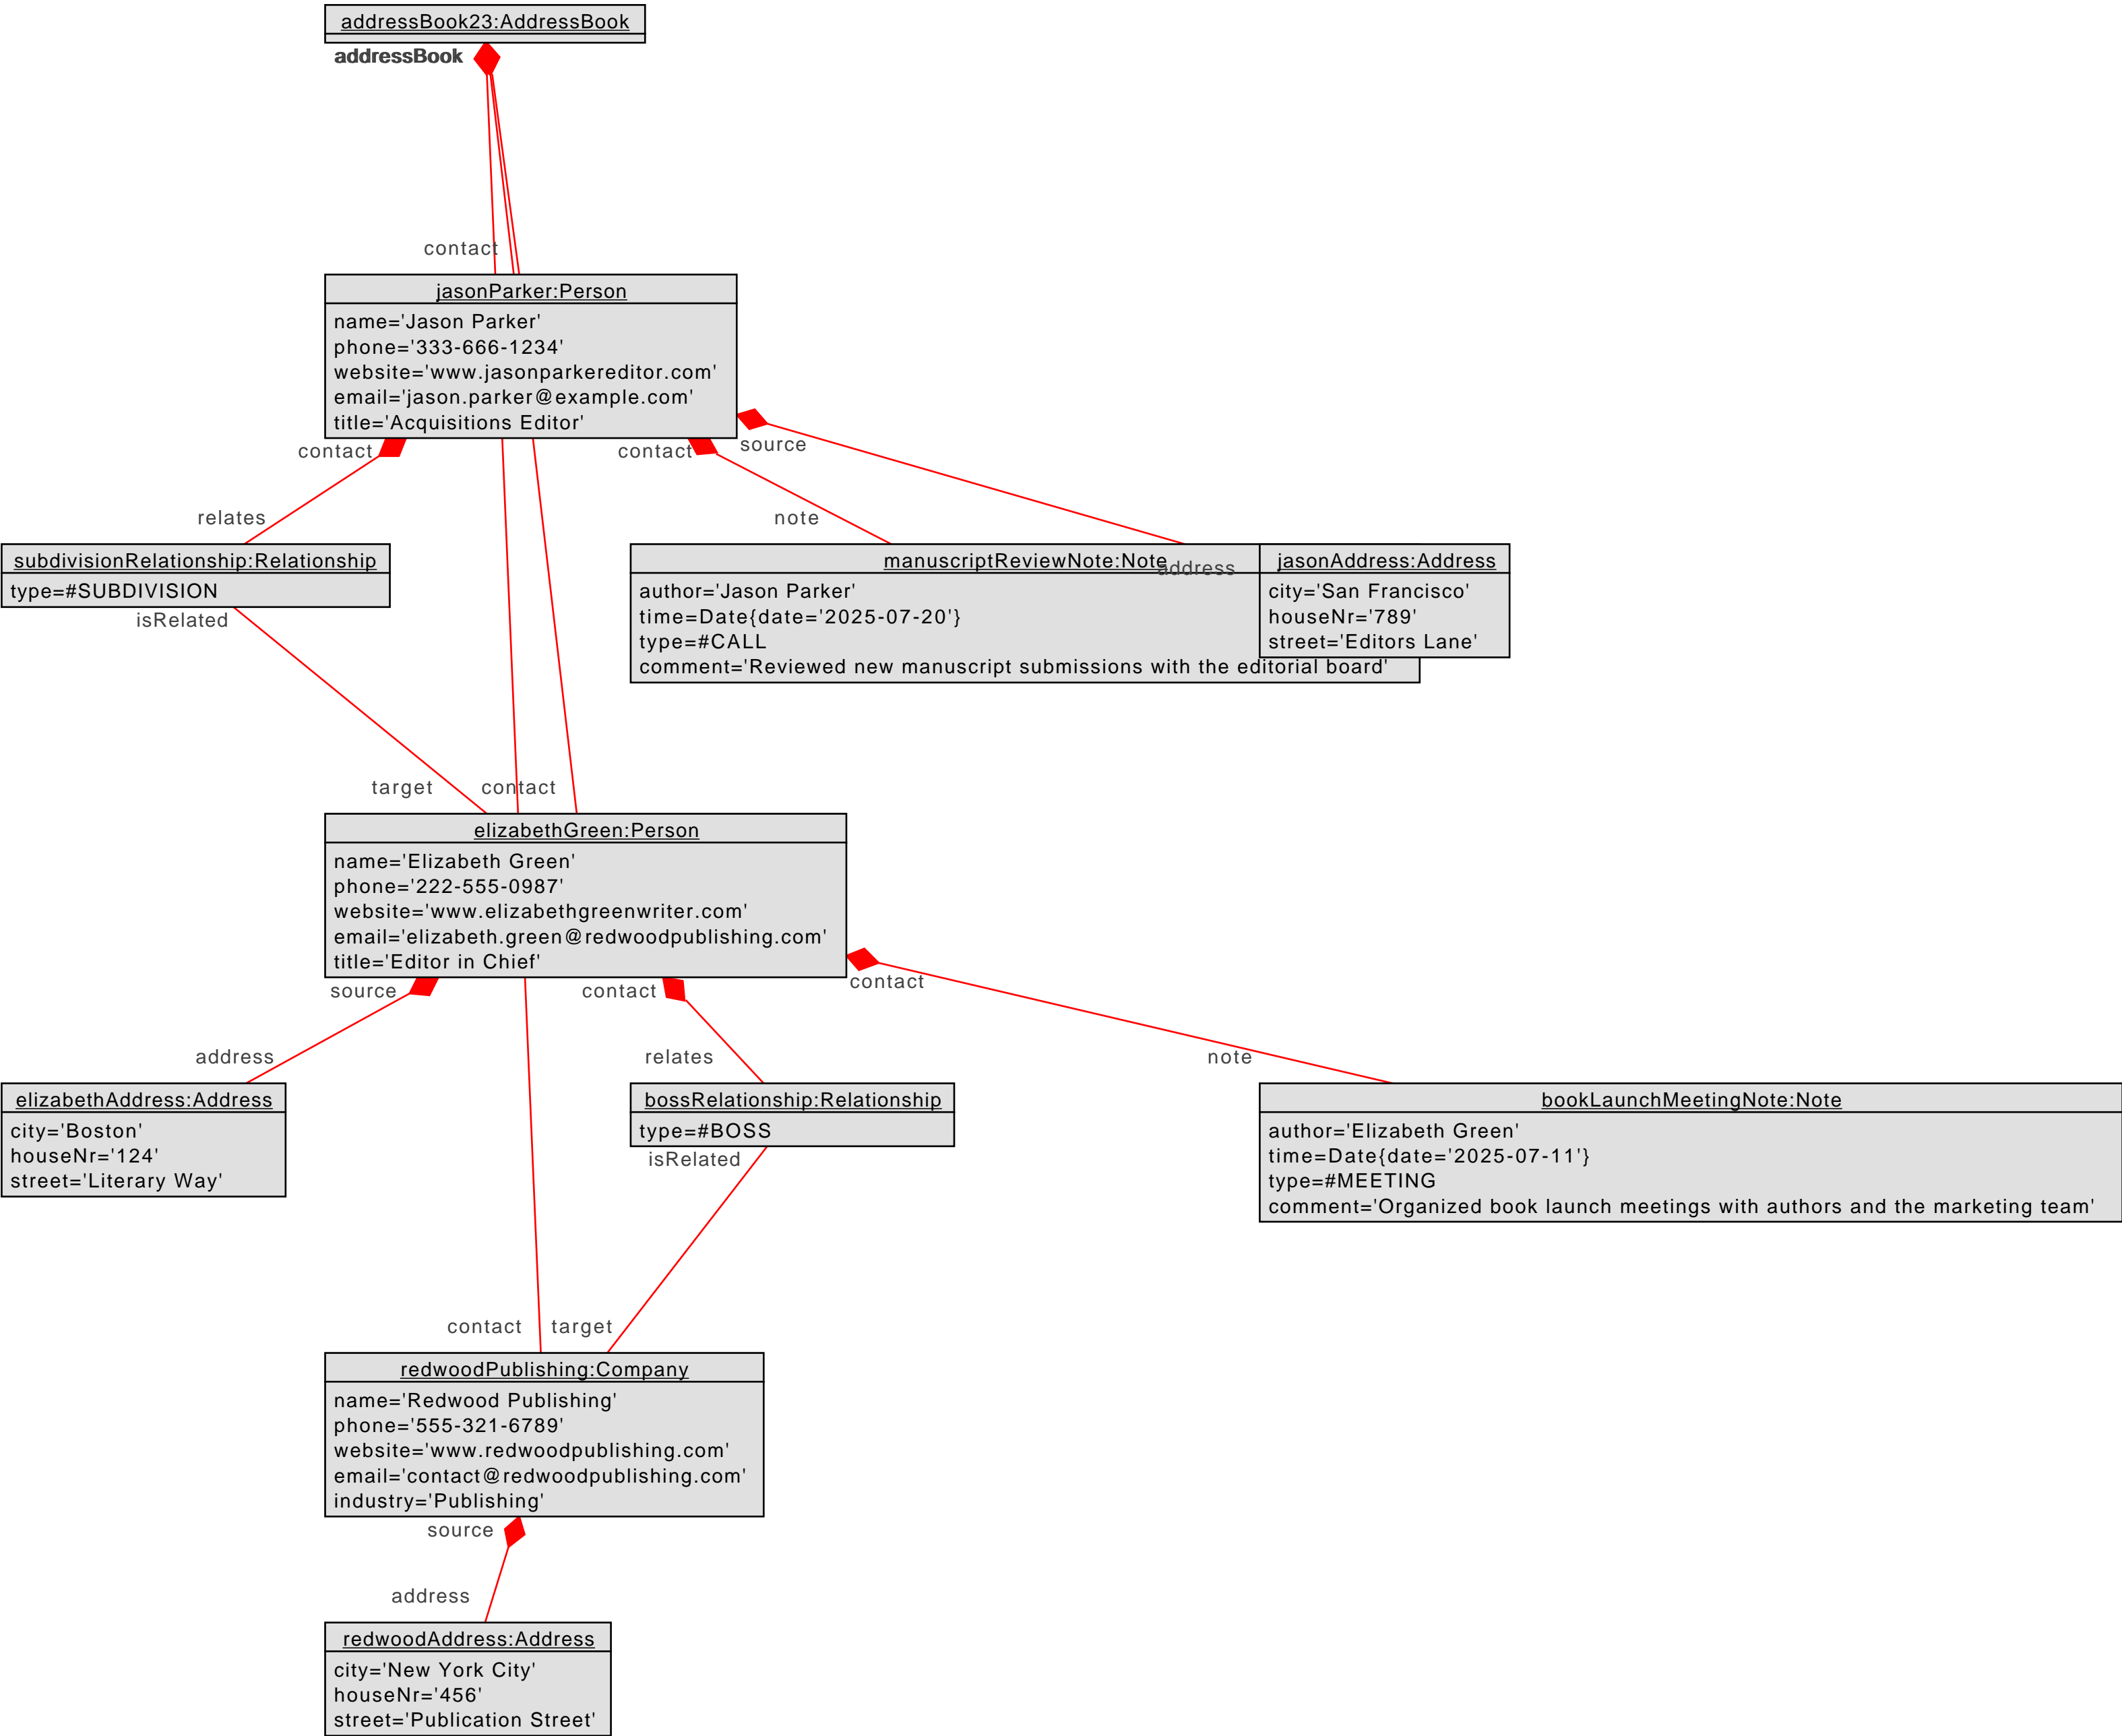 addressBook23:AddressBook
addressBook
contact
jasonParker:Person
name='Jason Parker'
phone='333-666-1234'
website='www.jasonparkereditor.com'
email='jason.parker@example.com'
title='Acquisitions Editor'
contact
contact
source
relates
note
address
subdivisionRelationship:Relationship
type=#SUBDIVISION
isRelated
manuscriptReviewNote:Note
author='Jason Parker'
time=Date{date='2025-07-20'}
type=#CALL
comment='Reviewed new manuscript submissions with the editorial board'
jasonAddress:Address
city='San Francisco'
houseNr='789'
street='Editors Lane'
target
contact
elizabethGreen:Person
name='Elizabeth Green'
phone='222-555-0987'
website='www.elizabethgreenwriter.com'
email='elizabeth.green@redwoodpublishing.com'
title='Editor in Chief'
source
contact
contact
address
relates
note
elizabethAddress:Address
city='Boston'
houseNr='124'
street='Literary Way'
bossRelationship:Relationship
type=#BOSS
isRelated
bookLaunchMeetingNote:Note
author='Elizabeth Green'
time=Date{date='2025-07-11'}
type=#MEETING
comment='Organized book launch meetings with authors and the marketing team'
contact
target
redwoodPublishing:Company
name='Redwood Publishing'
phone='555-321-6789'
website='www.redwoodpublishing.com'
email='contact@redwoodpublishing.com'
industry='Publishing'
source
address
redwoodAddress:Address
city='New York City'
houseNr='456'
street='Publication Street'